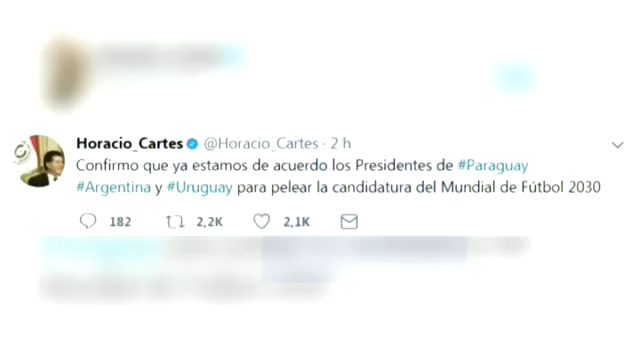 Horacio_Cartes @Horacio_Cartes · 2 h
Confirmo que ya estamos de acuerdo los Presidentes de #Paraguay
#Argentina y #Uruguay para pelear la candidatura del Mundial de Fútbol 2030
182 2,2K 2,1K